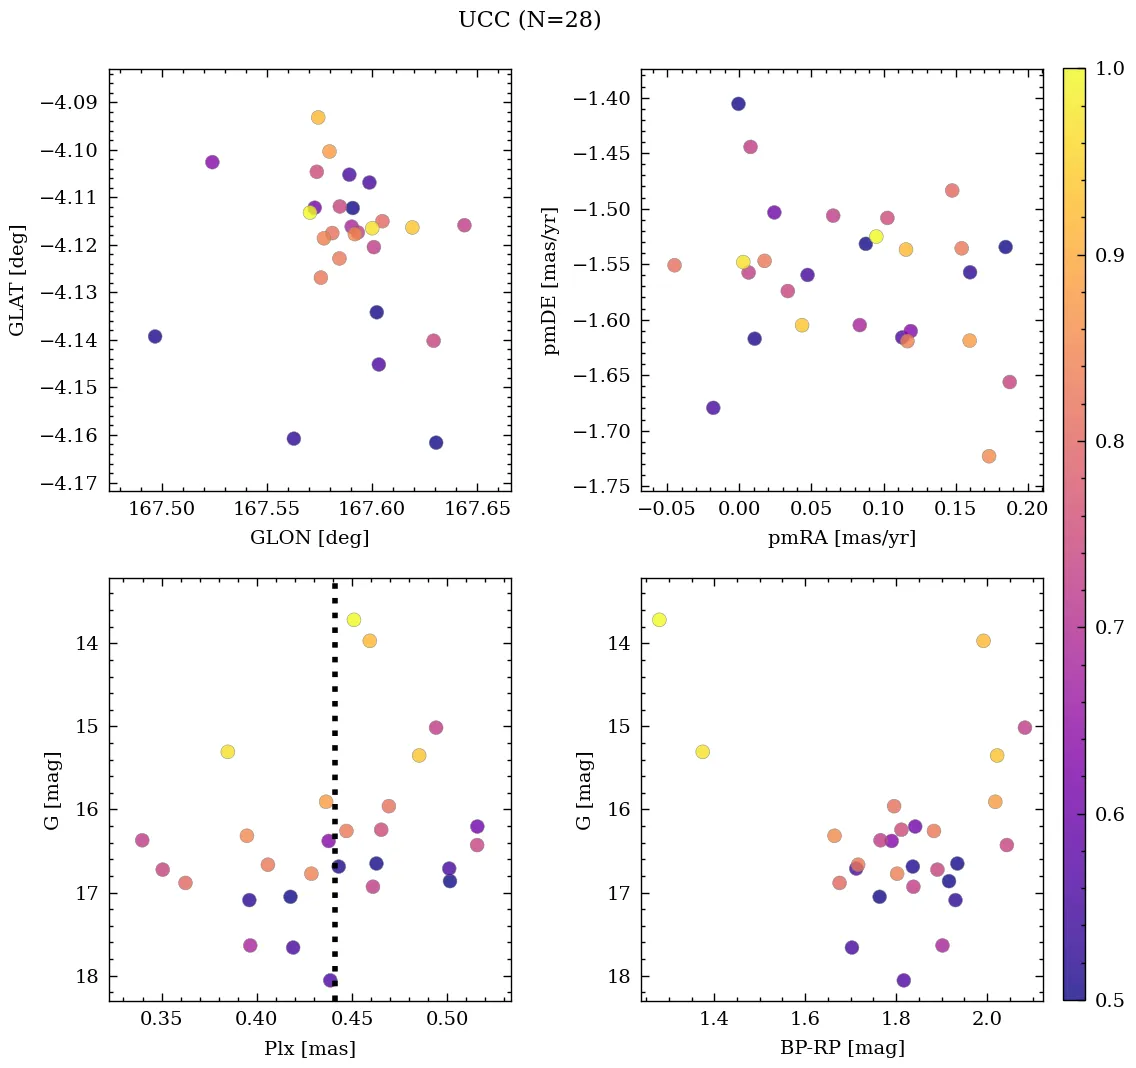 UCC (N=28)
−4.09
−4.10
−4.11
−4.12
−4.13
−4.14
−4.15
−4.16
−4.17
GLAT [deg]
167.50 167.55 167.60 167.65
GLON [deg]
−1.40
−1.45
−1.50
−1.55
−1.60
−1.65
−1.70
−1.75
pmDE [mas/yr]
−0.05 0.00 0.05 0.10 0.15 0.20
pmRA [mas/yr]
14
15
16
17
18
G [mag]
0.35 0.40 0.45 0.50
Plx [mas]
14
15
16
17
18
G [mag]
1.4 1.6 1.8 2.0
BP-RP [mag]
1.0
0.9
0.8
0.7
0.6
0.5